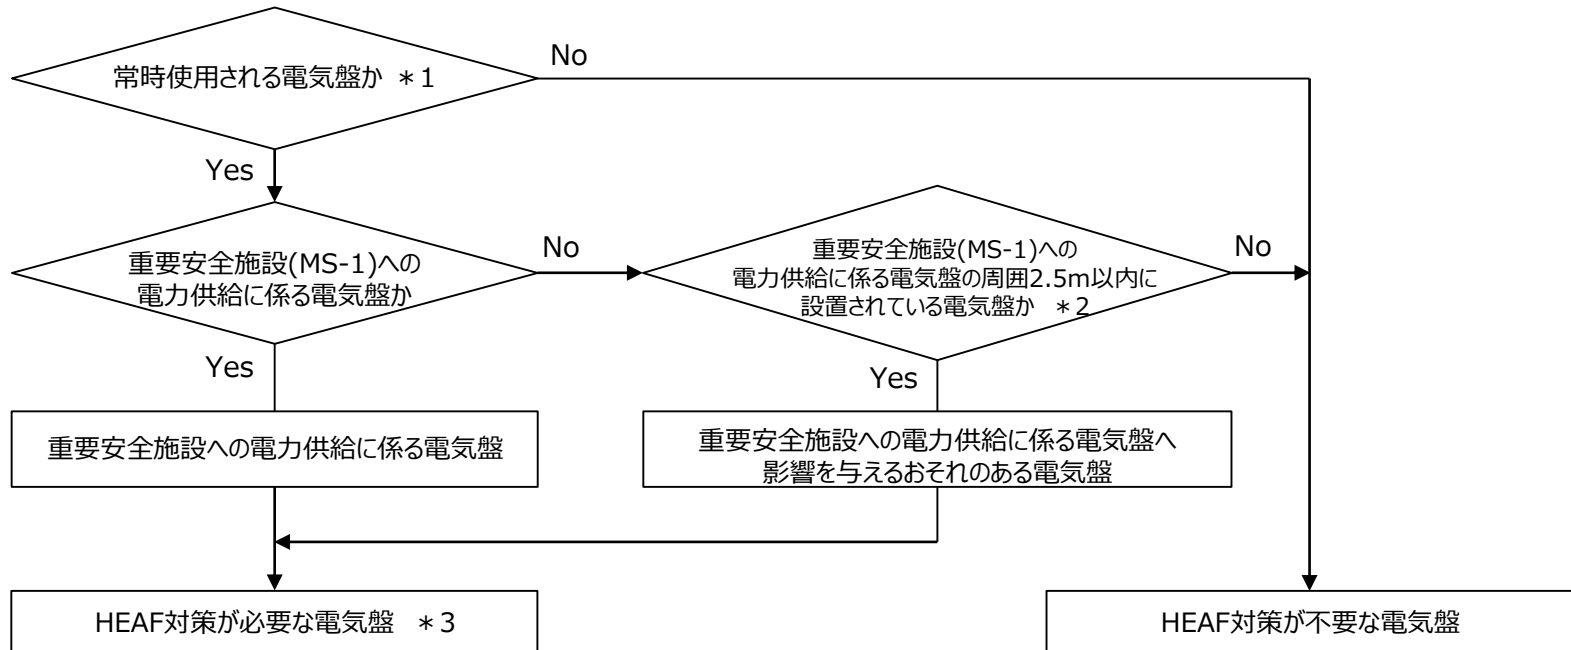 常時使用される電気盤か ＊1
No
Yes
重要安全施設(MS-1)への
電力供給に係る電気盤か
No
重要安全施設(MS-1)への
電力供給に係る電気盤の周囲2.5m以内に
設置されている電気盤か ＊2
No
Yes
Yes
重要安全施設への電力供給に係る電気盤
重要安全施設への電力供給に係る電気盤へ
影響を与えるおそれのある電気盤
HEAF対策が必要な電気盤 ＊3
HEAF対策が不要な電気盤